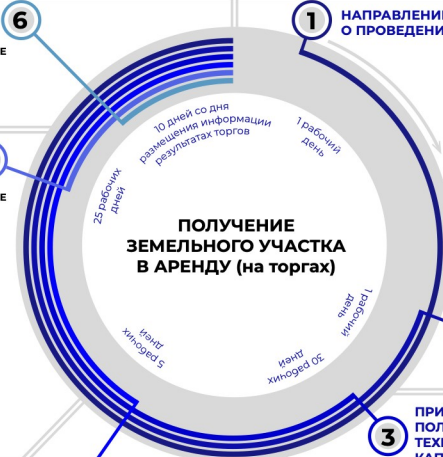 6
1
НАПРАВЛЕНИ
О ПРОВЕДЕНИ
Е
Е
10 дней со дня
размещения информации
результатах торгов
1 рабочий
день
25 рабочих
дней
ПОЛУЧЕНИЕ
ЗЕМЕЛЬНОГО УЧАСТКА
В АРЕНДУ (на торгах)
1 рабочий
день
30 рабочих
дней
5 рабочих
дней
3
ПРИ
ПОЛ
ТЕХ
КАП